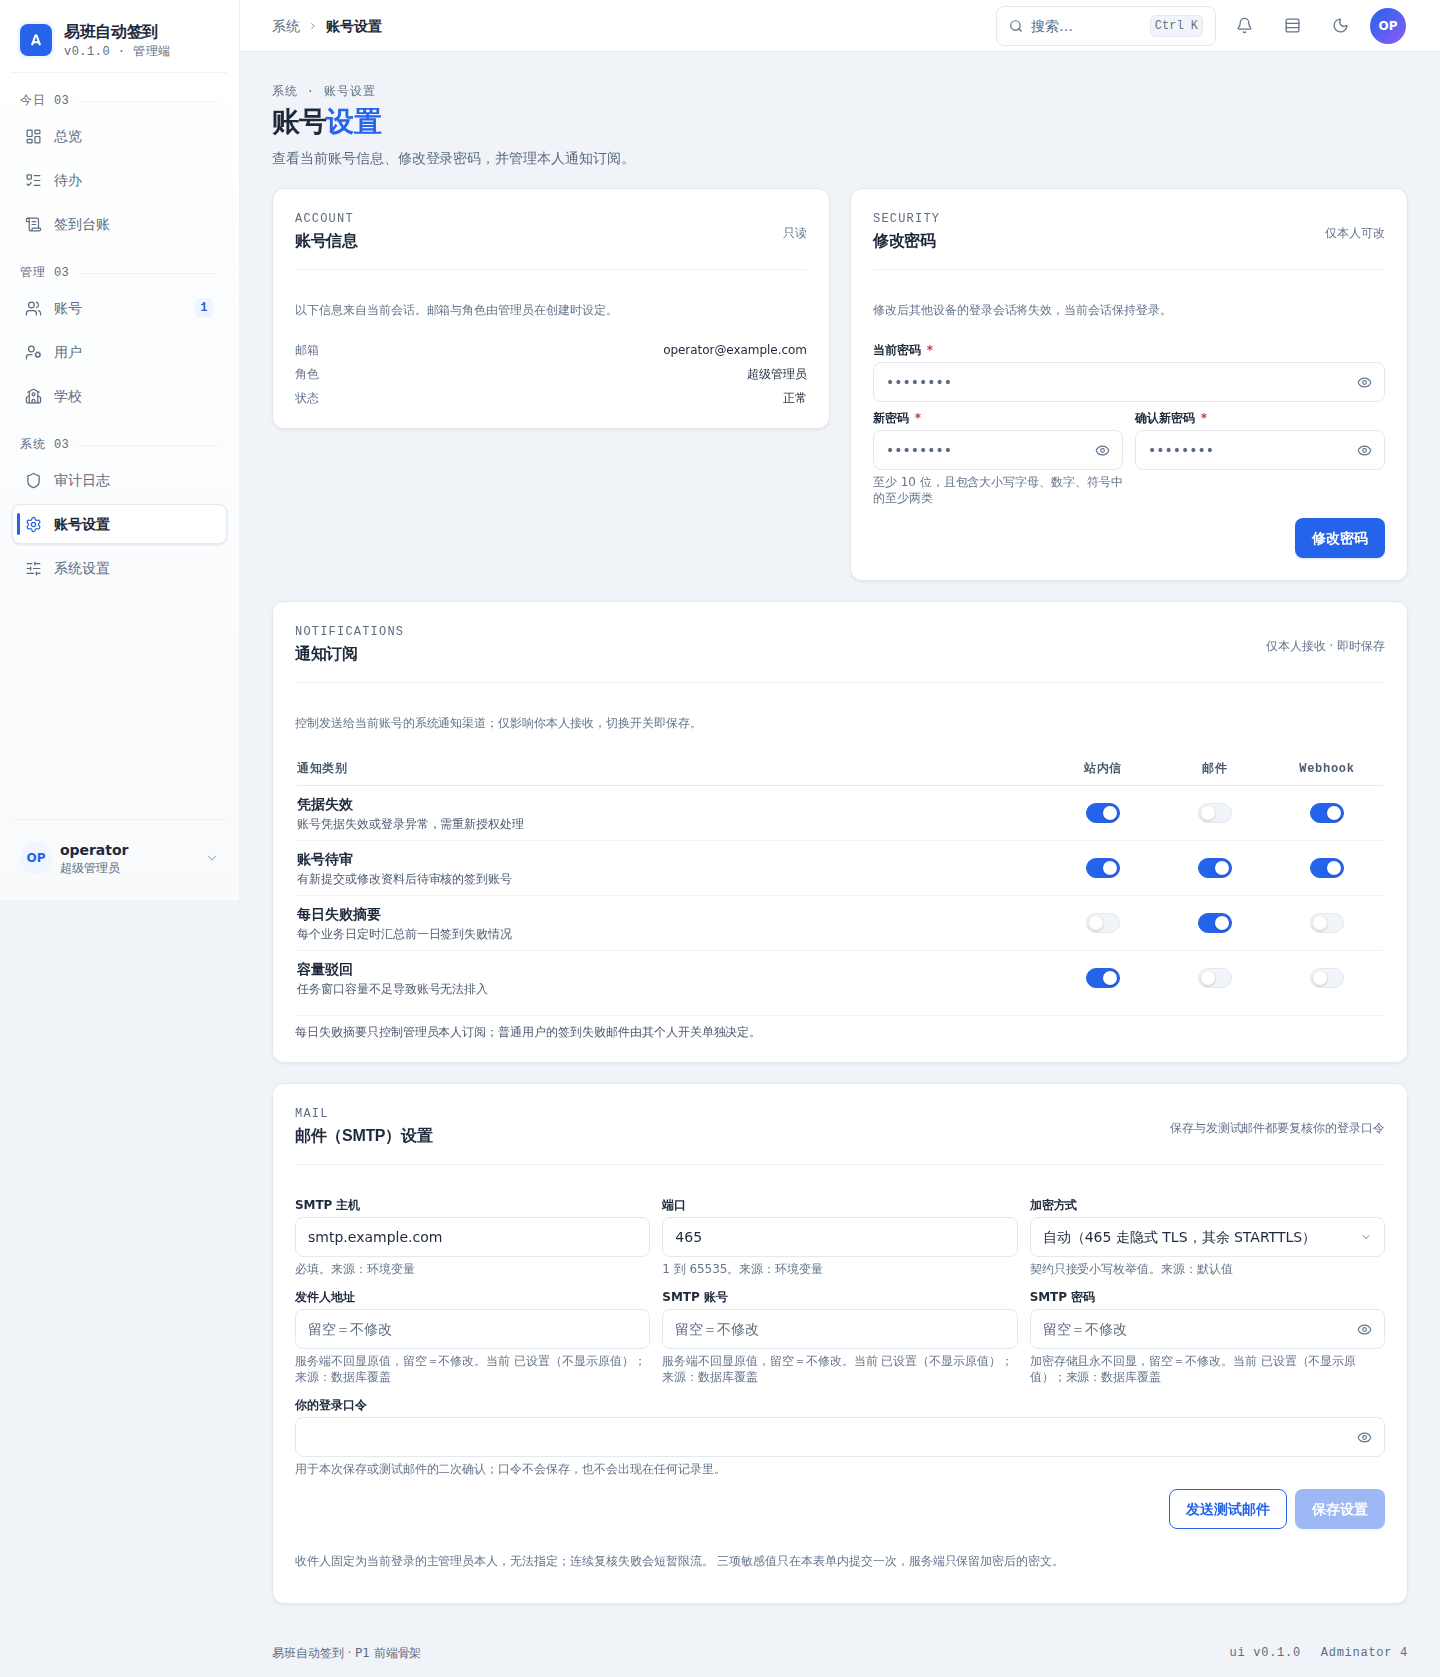 易班自动签到
v0.1.0 · 管理端
今日 03
总览
待办
签到台账
管理 03
账号 1
用户
学校
系统 03
审计日志
账号设置
系统设置
OP
operator
超级管理员
系统 › 账号设置
搜索... Ctrl K
OP
系统 · 账号设置
账号设置
查看当前账号信息、修改登录密码，并管理本人通知订阅。
ACCOUNT
账号信息
只读
以下信息来自当前会话。邮箱与角色由管理员在创建时设定。
邮箱 operator@example.com
角色 超级管理员
状态 正常
SECURITY
修改密码
仅本人可改
修改后其他设备的登录会话将失效，当前会话保持登录。
当前密码 *
••••••••
新密码 * 确认新密码 *
•••••••• ••••••••
至少 10 位，且包含大小写字母、数字、符号中
的至少两类
修改密码
NOTIFICATIONS
通知订阅
仅本人接收 · 即时保存
控制发送给当前账号的系统通知渠道；仅影响你本人接收，切换开关即保存。
通知类别 站内信 邮件 Webhook
凭据失效
账号凭据失效或登录异常，需重新授权处理
账号待审
有新提交或修改资料后待审核的签到账号
每日失败摘要
每个业务日定时汇总前一日签到失败情况
容量驳回
任务窗口容量不足导致账号无法排入
每日失败摘要只控制管理员本人订阅；普通用户的签到失败邮件由其个人开关单独决定。
MAIL
邮件（SMTP）设置
保存与发测试邮件都要复核你的登录口令
SMTP 主机 端口 加密方式
smtp.example.com 465 自动（465 走隐式 TLS，其余 STARTTLS）
必填。来源：环境变量 1 到 65535。来源：环境变量 契约只接受小写枚举值。来源：默认值
发件人地址 SMTP 账号 SMTP 密码
留空＝不修改 留空＝不修改 留空＝不修改
服务端不回显原值，留空＝不修改。当前 已设置（不显示原值）；
来源：数据库覆盖
服务端不回显原值，留空＝不修改。当前 已设置（不显示原值）；
来源：数据库覆盖
加密存储且永不回显，留空＝不修改。当前 已设置（不显示原
值）；来源：数据库覆盖
你的登录口令
用于本次保存或测试邮件的二次确认；口令不会保存，也不会出现在任何记录里。
发送测试邮件 保存设置
收件人固定为当前登录的主管理员本人，无法指定；连续复核失败会短暂限流。 三项敏感值只在本表单内提交一次，服务端只保留加密后的密文。
易班自动签到 · P1 前端骨架
ui v0.1.0 Adminator 4